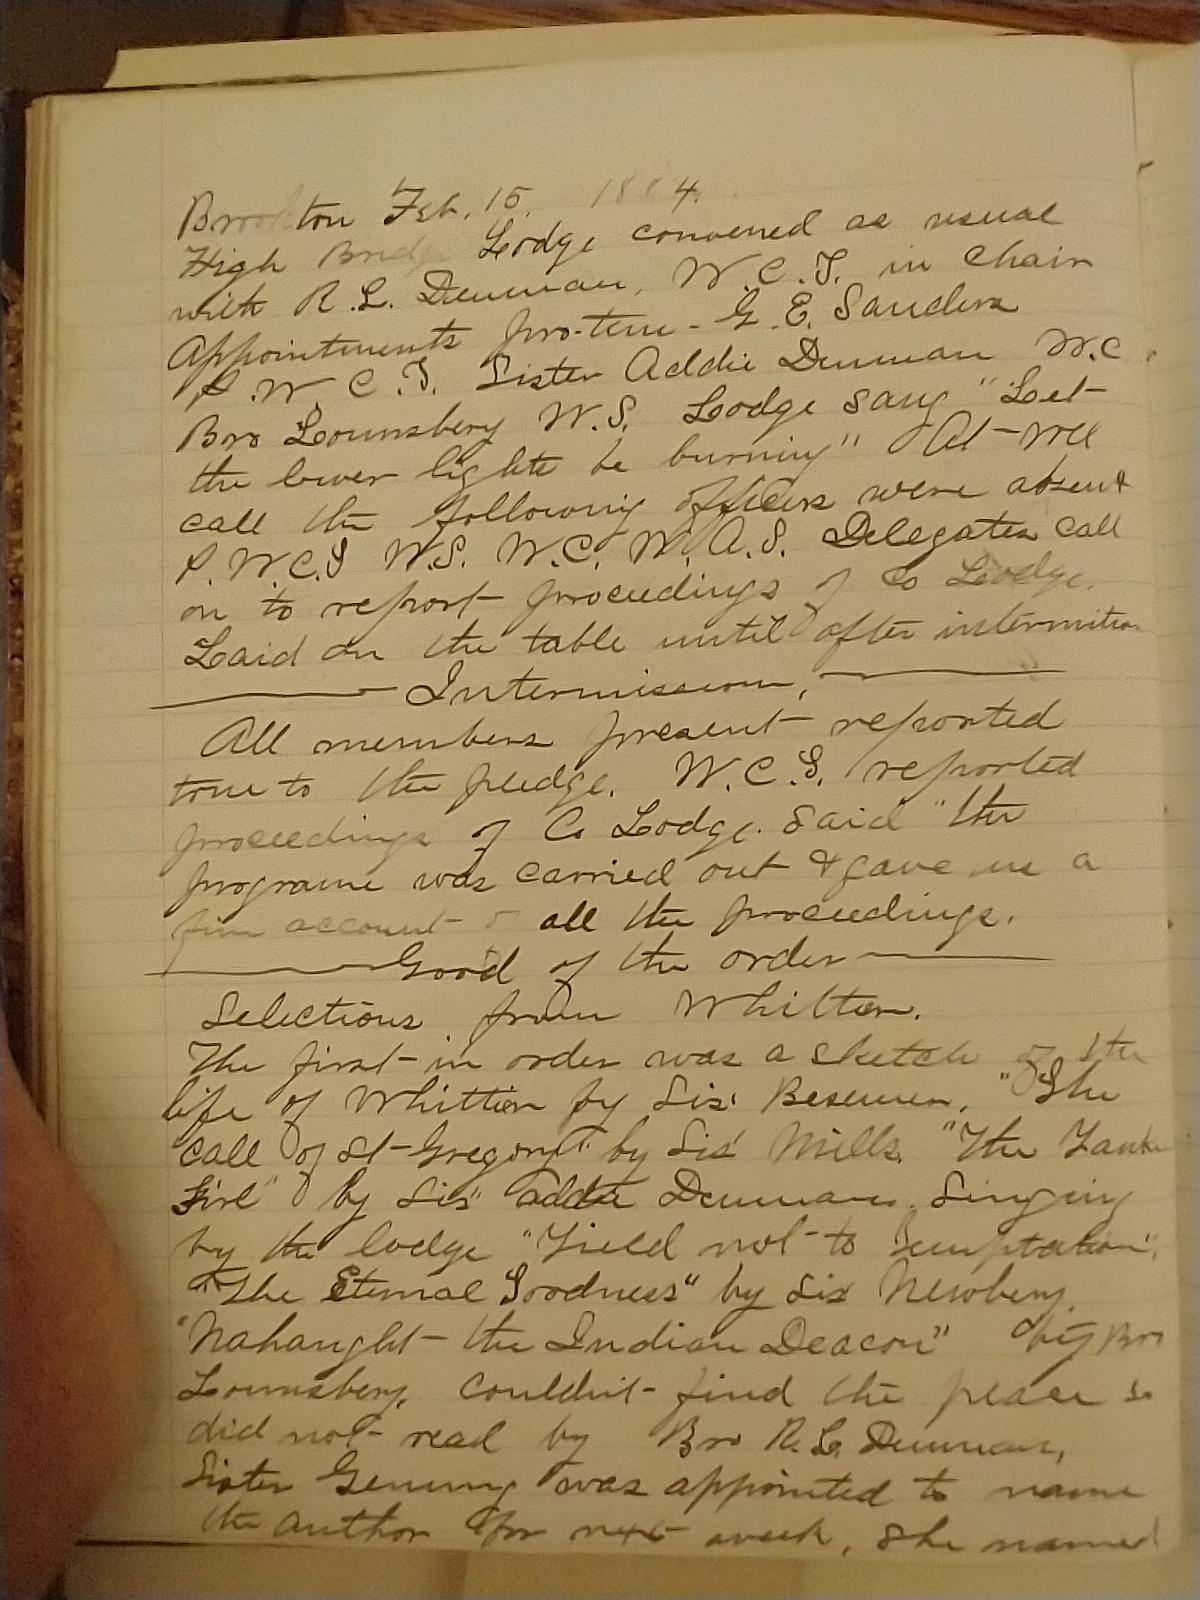 Brookton Feb, 15, 1884.
High Bridge Lodge convened as usual
with R. L. Denman, W. C. T. in chair
Appointments pro-tem - G. E. Sanders
P. W. C. T. Sister Addie Denman W. C.
Bro Lounsbery W. S. Lodge sang "Let
the lower lights be burning" At roll
call the following officers were absent
P. W. C. T W. S. W. C. W. A. S. Delegates call
on to report proceedings of Co Lodge.
Laid on the table until after intermition
Intermission,
All members present reported
true to the pledge. W. C. T. reported
proceedings of Co Lodge. Said "the
programe was carried out & gave us a
fine account of all the proceedings.
Good of the order
Selections from Whitter.
The first in order was a sketch of the
life of Whittier by Sis' Besemer, "The
call of St Gregory" by Sis' Mills. "The Yankee
Girl" by Sis' Addie Denman. Singing
by the lodge "Yield not to Temptation".
"The Eternal Goodness" by Sis Newbery.
"Nahaught the Indian Deacon" by Bro
Lounsbery. Couldnt find the place so
did not read by Bro R. L. Denman,
Sister Genung was appointed to name
the author for next week, She named